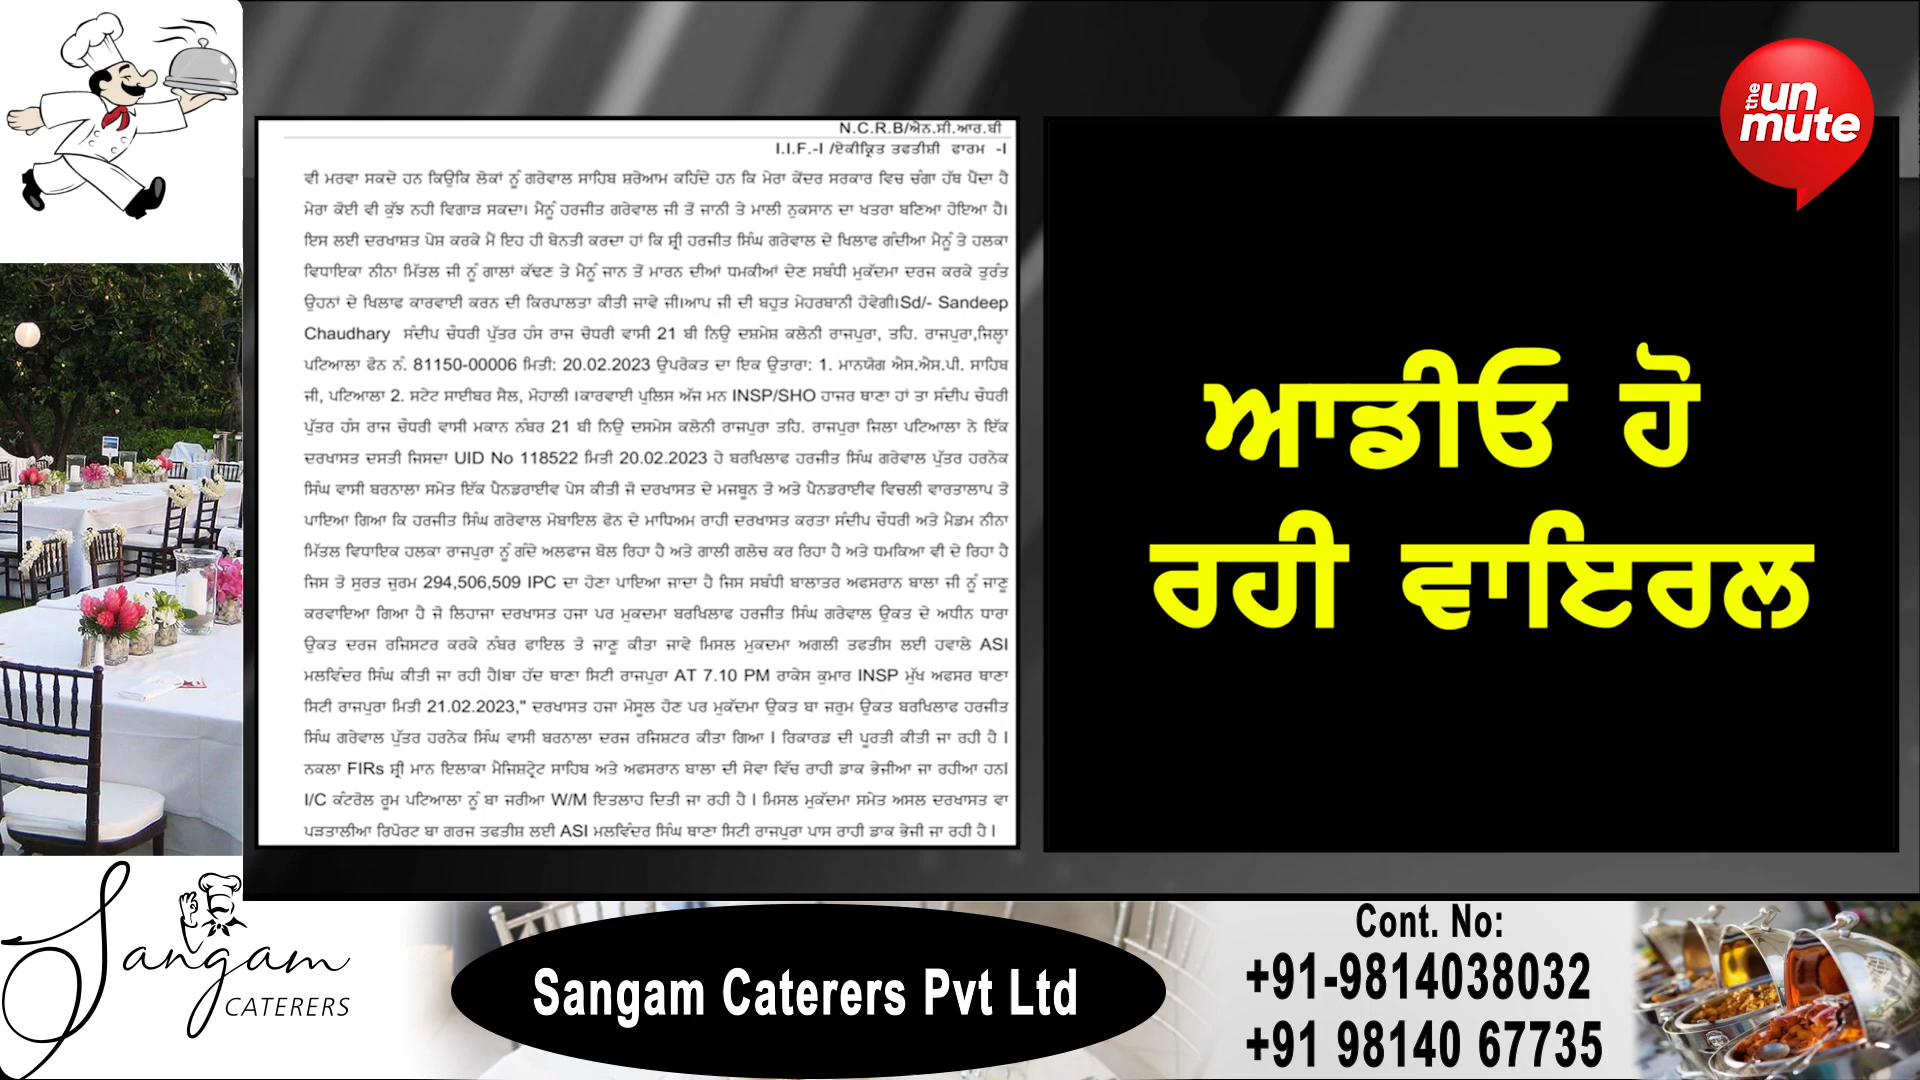 the
un
mute
N.C.R.B/ਐਨ.ਸੀ.ਆਰ.ਬੀ
I.I.F.-I /ਏਕੀਕ੍ਰਿਤ ਤਫਤੀਸ਼ੀ ਫਾਰਮ -I
ਵੀ ਮਰਵਾ ਸਕਦੇ ਹਨ ਕਿਉਕਿ ਲੋਕਾਂ ਨੂੰ ਗਰੇਵਾਲ ਸਾਹਿਬ ਸ਼ਰੇਆਮ ਕਹਿੰਦੇ ਹਨ ਕਿ ਮੇਰਾ ਕੇਂਦਰ ਸਰਕਾਰ ਵਿਚ ਚੰਗਾ ਹੱਥ ਪੈਂਦਾ ਹੈ
ਮੇਰਾ ਕੋਈ ਵੀ ਕੁੱਝ ਨਹੀ ਵਿਗਾੜ ਸਕਦਾ। ਮੈਨੂੰ ਹਰਜੀਤ ਗਰੇਵਾਲ ਜੀ ਤੋਂ ਜਾਨੀ ਤੇ ਮਾਲੀ ਨੁਕਸਾਨ ਦਾ ਖਤਰਾ ਬਣਿਆ ਹੋਇਆ ਹੈ।
ਇਸ ਲਈ ਦਰਖਾਸ਼ਤ ਪੇਸ਼ ਕਰਕੇ ਮੈਂ ਇਹ ਹੀ ਬੇਨਤੀ ਕਰਦਾ ਹਾਂ ਕਿ ਸ਼੍ਰੀ ਹਰਜੀਤ ਸਿੰਘ ਗਰੇਵਾਲ ਦੇ ਖਿਲਾਫ ਗੰਦੀਆ ਮੈਨੂੰ ਤੇ ਹਲਕਾ
ਵਿਧਾਇਕਾ ਨੀਨਾ ਮਿੱਤਲ ਜੀ ਨੂੰ ਗਾਲਾਂ ਕੱਢਣ ਤੇ ਮੈਨੂੰ ਜਾਨ ਤੋਂ ਮਾਰਨ ਦੀਆਂ ਧਮਕੀਆਂ ਦੇਣ ਸਬੰਧੀ ਮੁਕੱਦਮਾ ਦਰਜ ਕਰਕੇ ਤੁਰੰਤ
ਉਹਨਾਂ ਦੇ ਖਿਲਾਫ ਕਾਰਵਾਈ ਕਰਨ ਦੀ ਕਿਰਪਾਲਤਾ ਕੀਤੀ ਜਾਵੇ ਜੀ।ਆਪ ਜੀ ਦੀ ਬਹੁਤ ਮੇਹਰਬਾਨੀ ਹੋਵੇਗੀ।Sd/- Sandeep
Chaudhary ਸੰਦੀਪ ਚੌਧਰੀ ਪੁੱਤਰ ਹੰਸ ਰਾਜ ਚੋਧਰੀ ਵਾਸੀ 21 ਬੀ ਨਿਉ ਦਸ਼ਮੇਸ਼ ਕਲੋਨੀ ਰਾਜਪੁਰਾ, ਤਹਿ. ਰਾਜਪੁਰਾ,ਜਿਲ੍ਹਾ
ਪਟਿਆਲਾ ਫੋਨ ਨੰ. 81150-00006 ਮਿਤੀ: 20.02.2023 ਉਪਰੋਕਤ ਦਾ ਇਕ ਉਤਾਰਾ: 1. ਮਾਨਯੋਗ ਐਸ.ਐਸ.ਪੀ. ਸਾਹਿਬ
ਜੀ, ਪਟਿਆਲਾ 2. ਸਟੇਟ ਸਾਈਬਰ ਸੈਲ, ਮੋਹਾਲੀ ।ਕਾਰਵਾਈ ਪੁਲਿਸ ਅੱਜ ਮਨ INSP/SHO ਹਾਜਰ ਥਾਣਾ ਹਾਂ ਤਾ ਸੰਦੀਪ ਚੌਧਰੀ
ਪੁੱਤਰ ਹੰਸ ਰਾਜ ਚੌਧਰੀ ਵਾਸੀ ਮਕਾਨ ਨੰਬਰ 21 ਬੀ ਨਿਉ ਦਸਮੇਸ ਕਲੋਨੀ ਰਾਜਪੁਰਾ ਤਹਿ. ਰਾਜਪੁਰਾ ਜਿਲਾ ਪਟਿਆਲਾ ਨੇ ਇੱਕ
ਦਰਖਾਸਤ ਦਸਤੀ ਜਿਸਦਾ UID No 118522 ਮਿਤੀ 20.02.2023 ਹੇ ਬਰਖਿਲਾਫ ਹਰਜੀਤ ਸਿੰਘ ਗਰੇਵਾਲ ਪੁੱਤਰ ਹਰਨੇਕ
ਸਿੰਘ ਵਾਸੀ ਬਰਨਾਲਾ ਸਮੇਤ ਇੱਕ ਪੈਨਡਰਾਈਵ ਪੇਸ ਕੀਤੀ ਜੋ ਦਰਖਾਸਤ ਦੇ ਮਜਬੂਨ ਤੋ ਅਤੇ ਪੈਨਡਰਾਈਵ ਵਿਚਲੀ ਵਾਰਤਾਲਾਪ ਤੋ
ਪਾਇਆ ਗਿਆ ਕਿ ਹਰਜੀਤ ਸਿੰਘ ਗਰੇਵਾਲ ਮੋਬਾਇਲ ਫੋਨ ਦੇ ਮਾਧਿਅਮ ਰਾਹੀ ਦਰਖਾਸਤ ਕਰਤਾ ਸੰਦੀਪ ਚੌਧਰੀ ਅਤੇ ਮੈਡਮ ਨੀਨਾ
ਮਿੱਤਲ ਵਿਧਾਇਕ ਹਲਕਾ ਰਾਜਪੁਰਾ ਨੂੰ ਗੰਦੇ ਅਲਫਾਜ ਬੋਲ ਰਿਹਾ ਹੈ ਅਤੇ ਗਾਲੀ ਗਲੋਚ ਕਰ ਰਿਹਾ ਹੈ ਅਤੇ ਧਮਕਿਆ ਵੀ ਦੇ ਰਿਹਾ ਹੈ
ਜਿਸ ਤੋ ਸੁਰਤ ਜੁਰਮ 294,506,509 IPC ਦਾ ਹੋਣਾ ਪਾਇਆ ਜਾਦਾ ਹੈ ਜਿਸ ਸਬੰਧੀ ਬਾਲਾਤਰ ਅਫਸਰਾਨ ਬਾਲਾ ਜੀ ਨੂੰ ਜਾਣੂ
ਕਰਵਾਇਆ ਗਿਆ ਹੈ ਜੋ ਲਿਹਾਜਾ ਦਰਖਾਸਤ ਹਜਾ ਪਰ ਮੁਕਦਮਾ ਬਰਖਿਲਾਫ ਹਰਜੀਤ ਸਿੰਘ ਗਰੇਵਾਲ ਉਕਤ ਦੇ ਅਧੀਨ ਧਾਰਾ
ਉਕਤ ਦਰਜ ਰਜਿਸਟਰ ਕਰਕੇ ਨੰਬਰ ਫਾਇਲ ਤੋ ਜਾਣੂ ਕੀਤਾ ਜਾਵੇ ਮਿਸਲ ਮੁਕਦਮਾ ਅਗਲੀ ਤਫਤੀਸ ਲਈ ਹਵਾਲੇ ASI
ਮਲਵਿੰਦਰ ਸਿੰਘ ਕੀਤੀ ਜਾ ਰਹੀ ਹੈ।ਬਾ ਹੱਦ ਥਾਣਾ ਸਿਟੀ ਰਾਜਪੁਰਾ AT 7.10 PM ਰਾਕੇਸ ਕੁਮਾਰ INSP ਮੁੱਖ ਅਫਸਰ ਥਾਣਾ
ਸਿਟੀ ਰਾਜਪੁਰਾ ਮਿਤੀ 21.02.2023," ਦਰਖਾਸਤ ਹਜਾ ਮੋਸੂਲ ਹੋਣ ਪਰ ਮੁਕੱਦਮਾ ਉਕਤ ਬਾ ਜਰੁਮ ਉਕਤ ਬਰਖਿਲਾਫ ਹਰਜੀਤ
ਸਿੰਘ ਗਰੇਵਾਲ ਪੁੱਤਰ ਹਰਨੇਕ ਸਿੰਘ ਵਾਸੀ ਬਰਨਾਲਾ ਦਰਜ ਰਜਿਸ਼ਟਰ ਕੀਤਾ ਗਿਆ । ਰਿਕਾਰਡ ਦੀ ਪੂਰਤੀ ਕੀਤੀ ਜਾ ਰਹੀ ਹੈ ।
ਨਕਲਾ FIRs ਸ਼੍ਰੀ ਮਾਨ ਇਲਾਕਾ ਮੈਜਿਸ਼ਟ੍ਰੇਟ ਸਾਹਿਬ ਅਤੇ ਅਫਸਰਾਨ ਬਾਲਾ ਦੀ ਸੇਵਾ ਵਿੱਚ ਰਾਹੀ ਡਾਕ ਭੇਜੀਆ ਜਾ ਰਹੀਆ ਹਨ।
I/C ਕੰਟਰੋਲ ਰੂਮ ਪਟਿਆਲਾ ਨੂੰ ਬਾ ਜਰੀਆ W/M ਇਤਲਾਹ ਦਿਤੀ ਜਾ ਰਹੀ ਹੈ । ਮਿਸਲ ਮੁਕੱਦਮਾ ਸਮੇਤ ਅਸਲ ਦਰਖਾਸਤ ਵਾ
ਪੜਤਾਲੀਆ ਰਿਪੋਰਟ ਬਾ ਗਰਜ ਤਫਤੀਸ਼ ਲਈ ASI ਮਲਵਿੰਦਰ ਸਿੰਘ ਥਾਣਾ ਸਿਟੀ ਰਾਜਪੁਰਾ ਪਾਸ ਰਾਹੀ ਡਾਕ ਭੇਜੀ ਜਾ ਰਹੀ ਹੈ ।
ਆਡੀਓ ਹੋ
ਰਹੀ ਵਾਇਰਲ
Sangam
CATERERS
Sangam Caterers Pvt Ltd
Cont. No:
+91-9814038032
+91 98140 67735